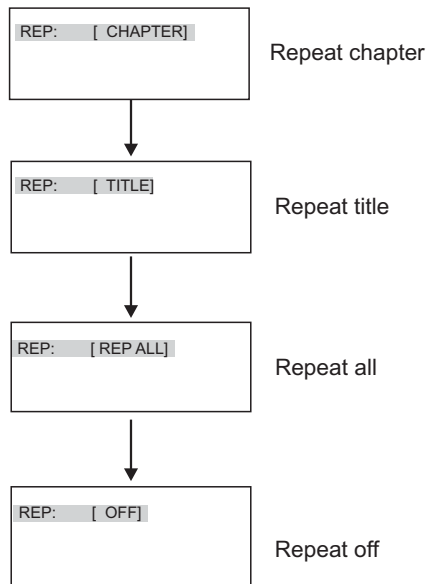 REP: [ CHAPTER]
Repeat chapter
REP: [ TITLE]
Repeat title
REP: [ REP ALL]
Repeat all
REP: [ OFF]
Repeat off